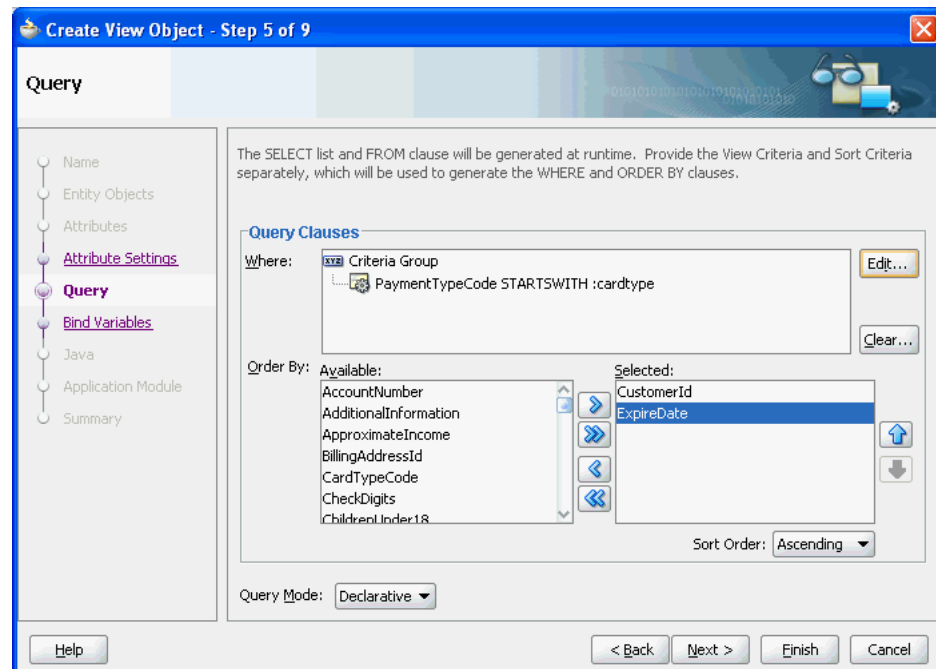 Create View Object - Step 5 of 9
Query
Name
Entity Objects
Attributes
Attribute Settings
Query
Bind Variables
Java
Application Module
Summary
The SELECT list and FROM clause will be generated at runtime. Provide the View Criteria and Sort Criteria
separately, which will be used to generate the WHERE and ORDER BY clauses.
Query Clauses
Where:
XYZ Criteria Group
PaymentTypeCode STARTSWITH :cardtype
Edit...
Clear...
Order By:
Available:
AccountNumber
AdditionalInformation
ApproximateIncome
BillingAddressId
CardTypeCode
CheckDigits
ChildrenUnder18
Selected:
CustomerId
ExpireDate
Sort Order: Ascending
Query Mode: Declarative
Help
< Back
Next >
Finish
Cancel